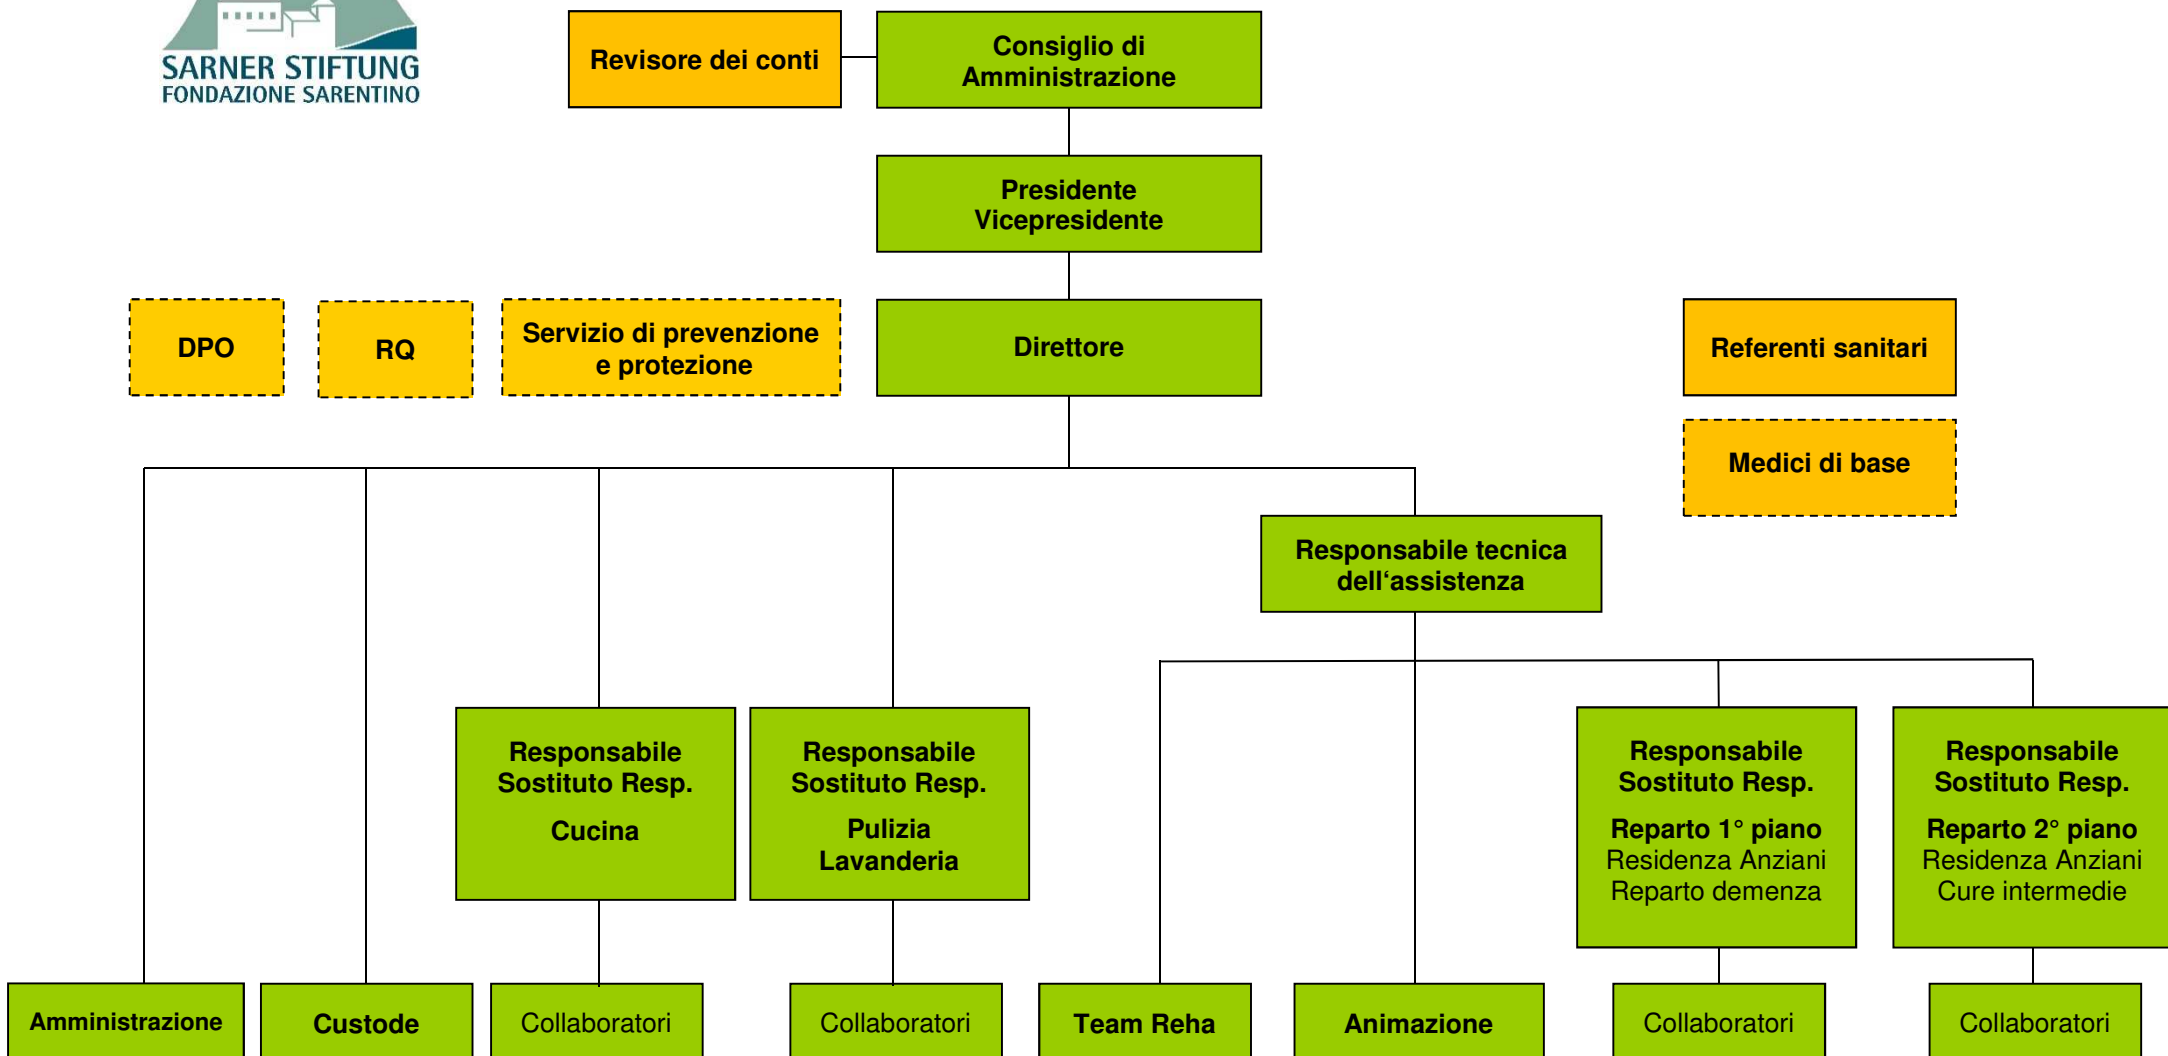 SARNER STIFTUNG
FONDAZIONE SARENTINO
Revisore dei conti
Consiglio di
Amministrazione
Presidente
Vicepresidente
DPO
RQ
Servizio di prevenzione
e protezione
Direttore
Referenti sanitari
Medici di base
Responsabile tecnica
dell‘assistenza
Responsabile
Sostituto Resp.
Cucina
Responsabile
Sostituto Resp.
Pulizia
Lavanderia
Responsabile
Sostituto Resp.
Reparto 1° piano
Residenza Anziani
Reparto demenza
Responsabile
Sostituto Resp.
Reparto 2° piano
Residenza Anziani
Cure intermedie
Amministrazione
Custode
Collaboratori
Collaboratori
Team Reha
Animazione
Collaboratori
Collaboratori